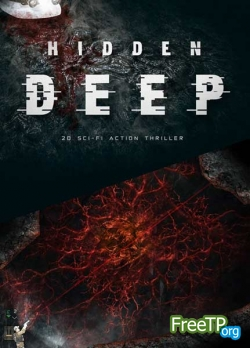 HIDDEN
DEEP
2D SCI-FI ACTION THRILLER
FreeTP
.org